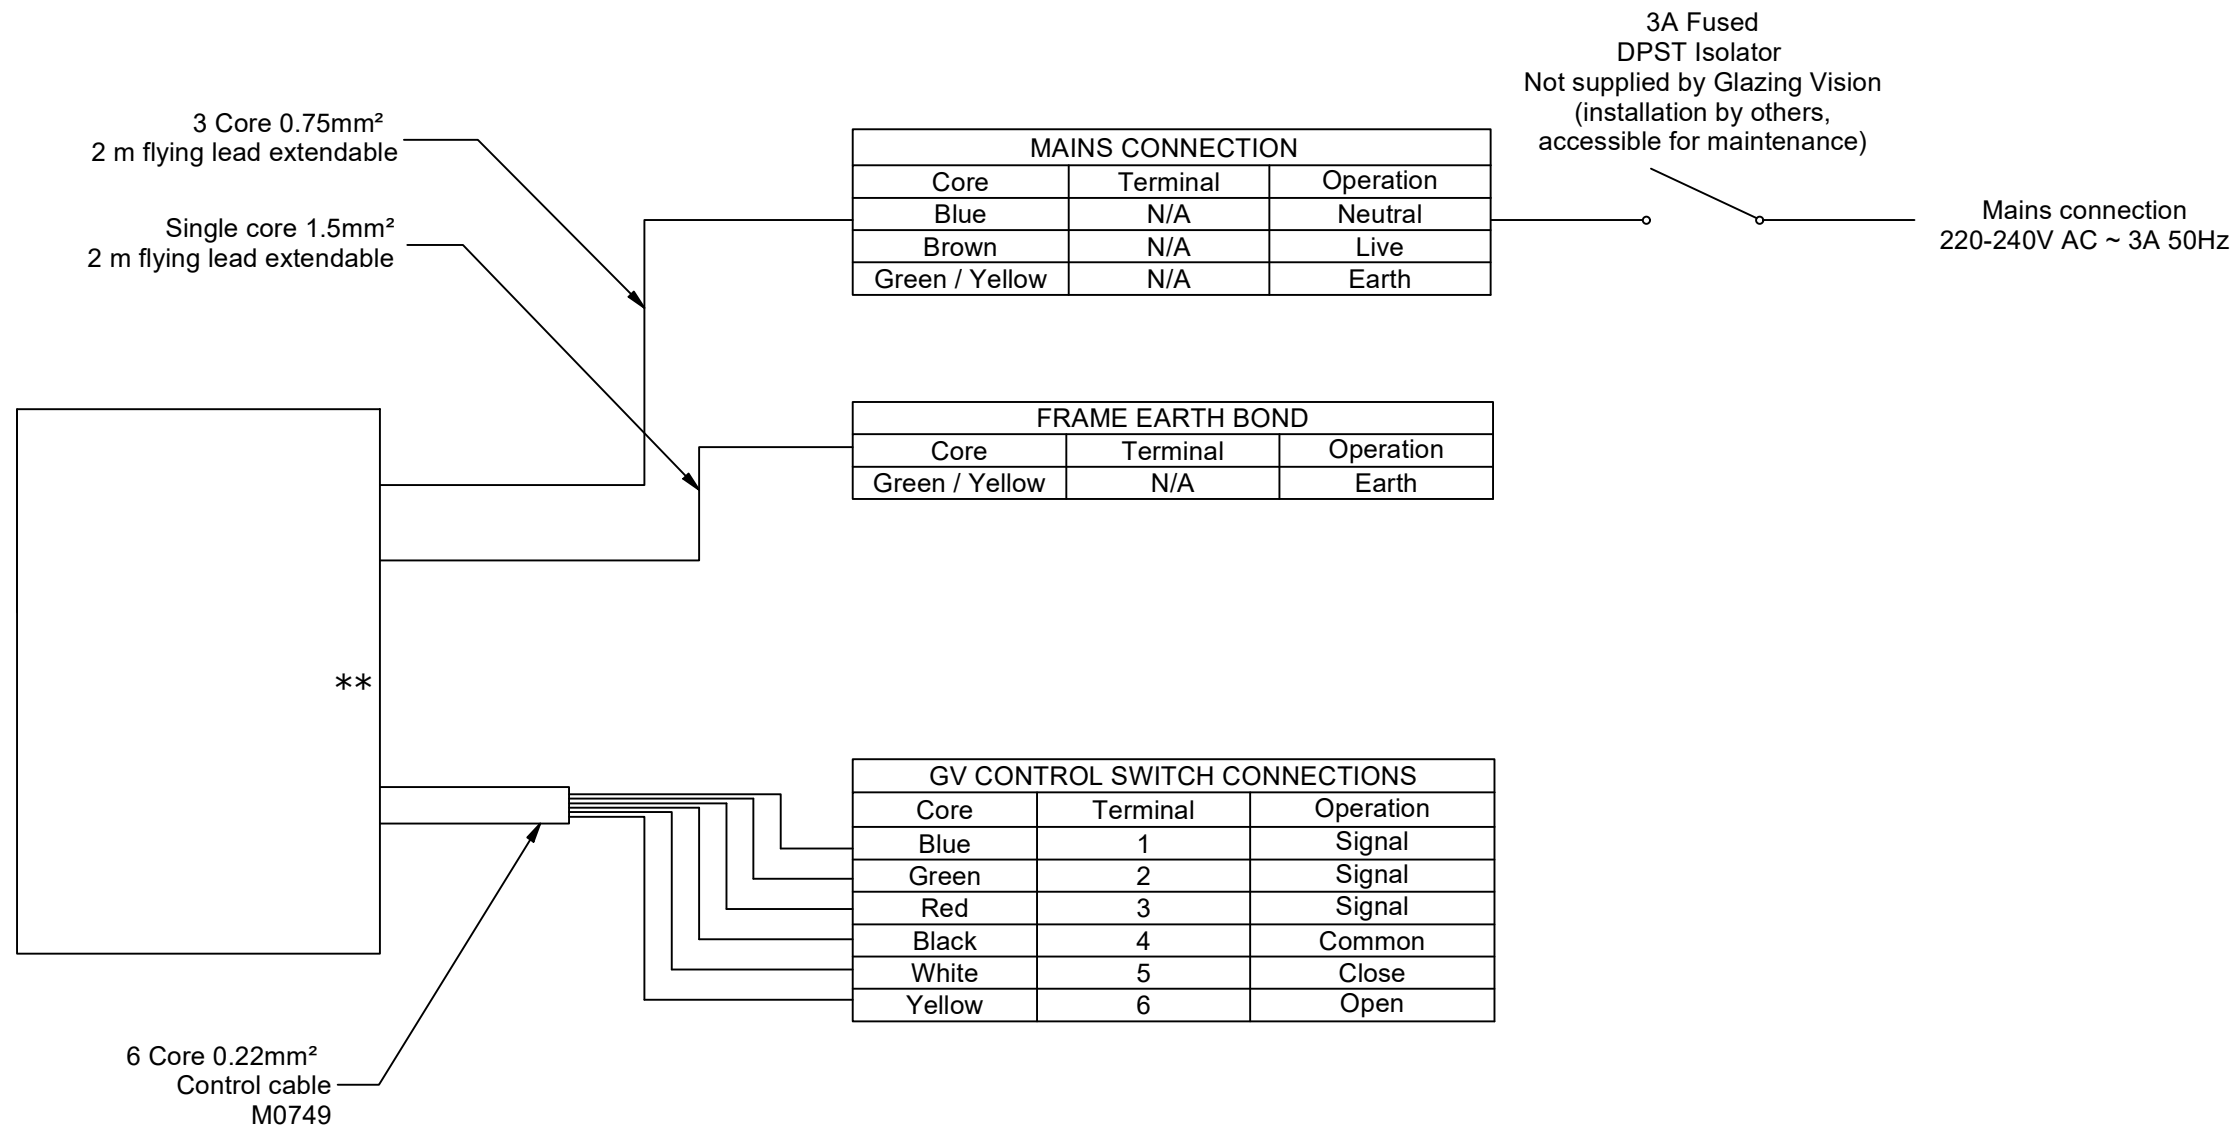 3A Fused
DPST Isolator
Not supplied by Glazing Vision
(installation by others,
accessible for maintenance)
3 Core 0.75mm²
2 m flying lead extendable
Single core 1.5mm²
2 m flying lead extendable
MAINS CONNECTION
Core Terminal Operation
Blue N/A Neutral
Brown N/A Live
Green / Yellow N/A Earth
Mains connection
220-240V AC ~ 3A 50Hz
FRAME EARTH BOND
Core Terminal Operation
Green / Yellow N/A Earth
**
GV CONTROL SWITCH CONNECTIONS
Core Terminal Operation
Blue 1 Signal
Green 2 Signal
Red 3 Signal
Black 4 Common
White 5 Close
Yellow 6 Open
6 Core 0.22mm²
Control cable
M0749